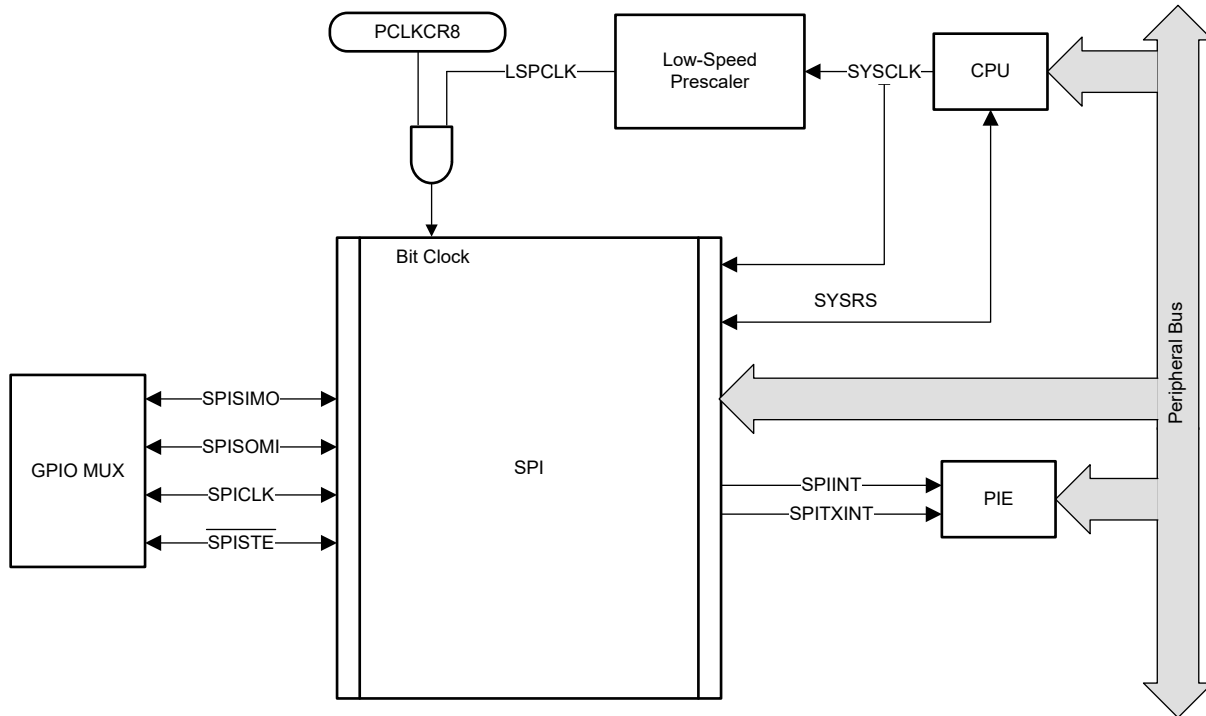 PCLKCR8
LSPCLK
Low-Speed
Prescaler
SYSCLK
CPU
Bit Clock
SYSRS
Peripheral Bus
GPIO MUX
SPISIMO
SPISOMI
SPICLK
SPISTE
SPI
SPIINT
SPITXINT
PIE